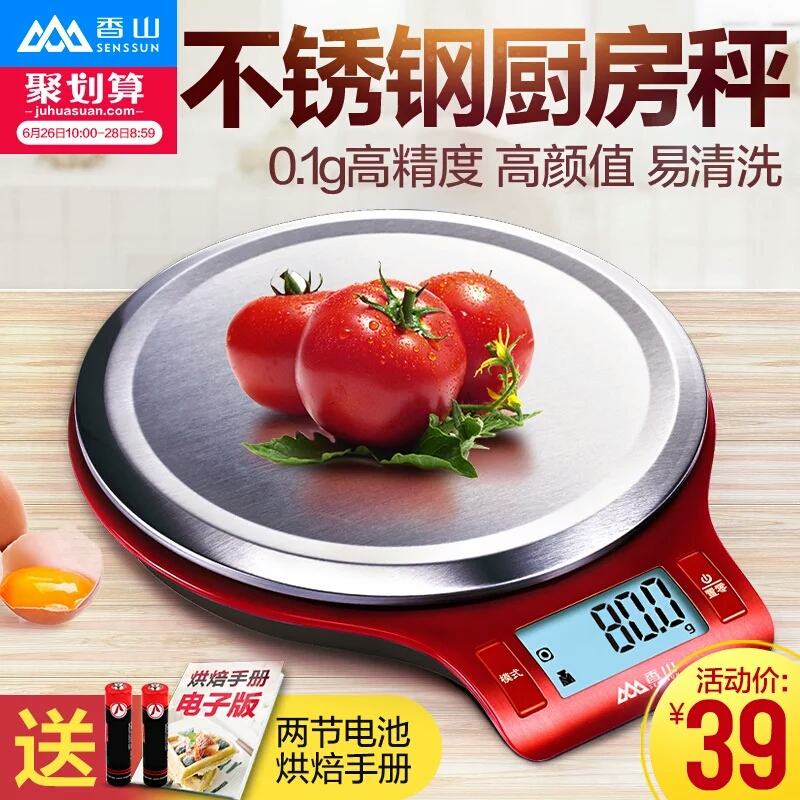 香山
SENSSUN
聚划算
juhuasuan.com
6月26日10:00-28日8:59
不锈钢厨房秤
0.1g高精度 高颜值 易清洗
80.0
g
模式
香山
烘焙手册
电子版
送
两节电池
烘焙手册
活动价:
¥39